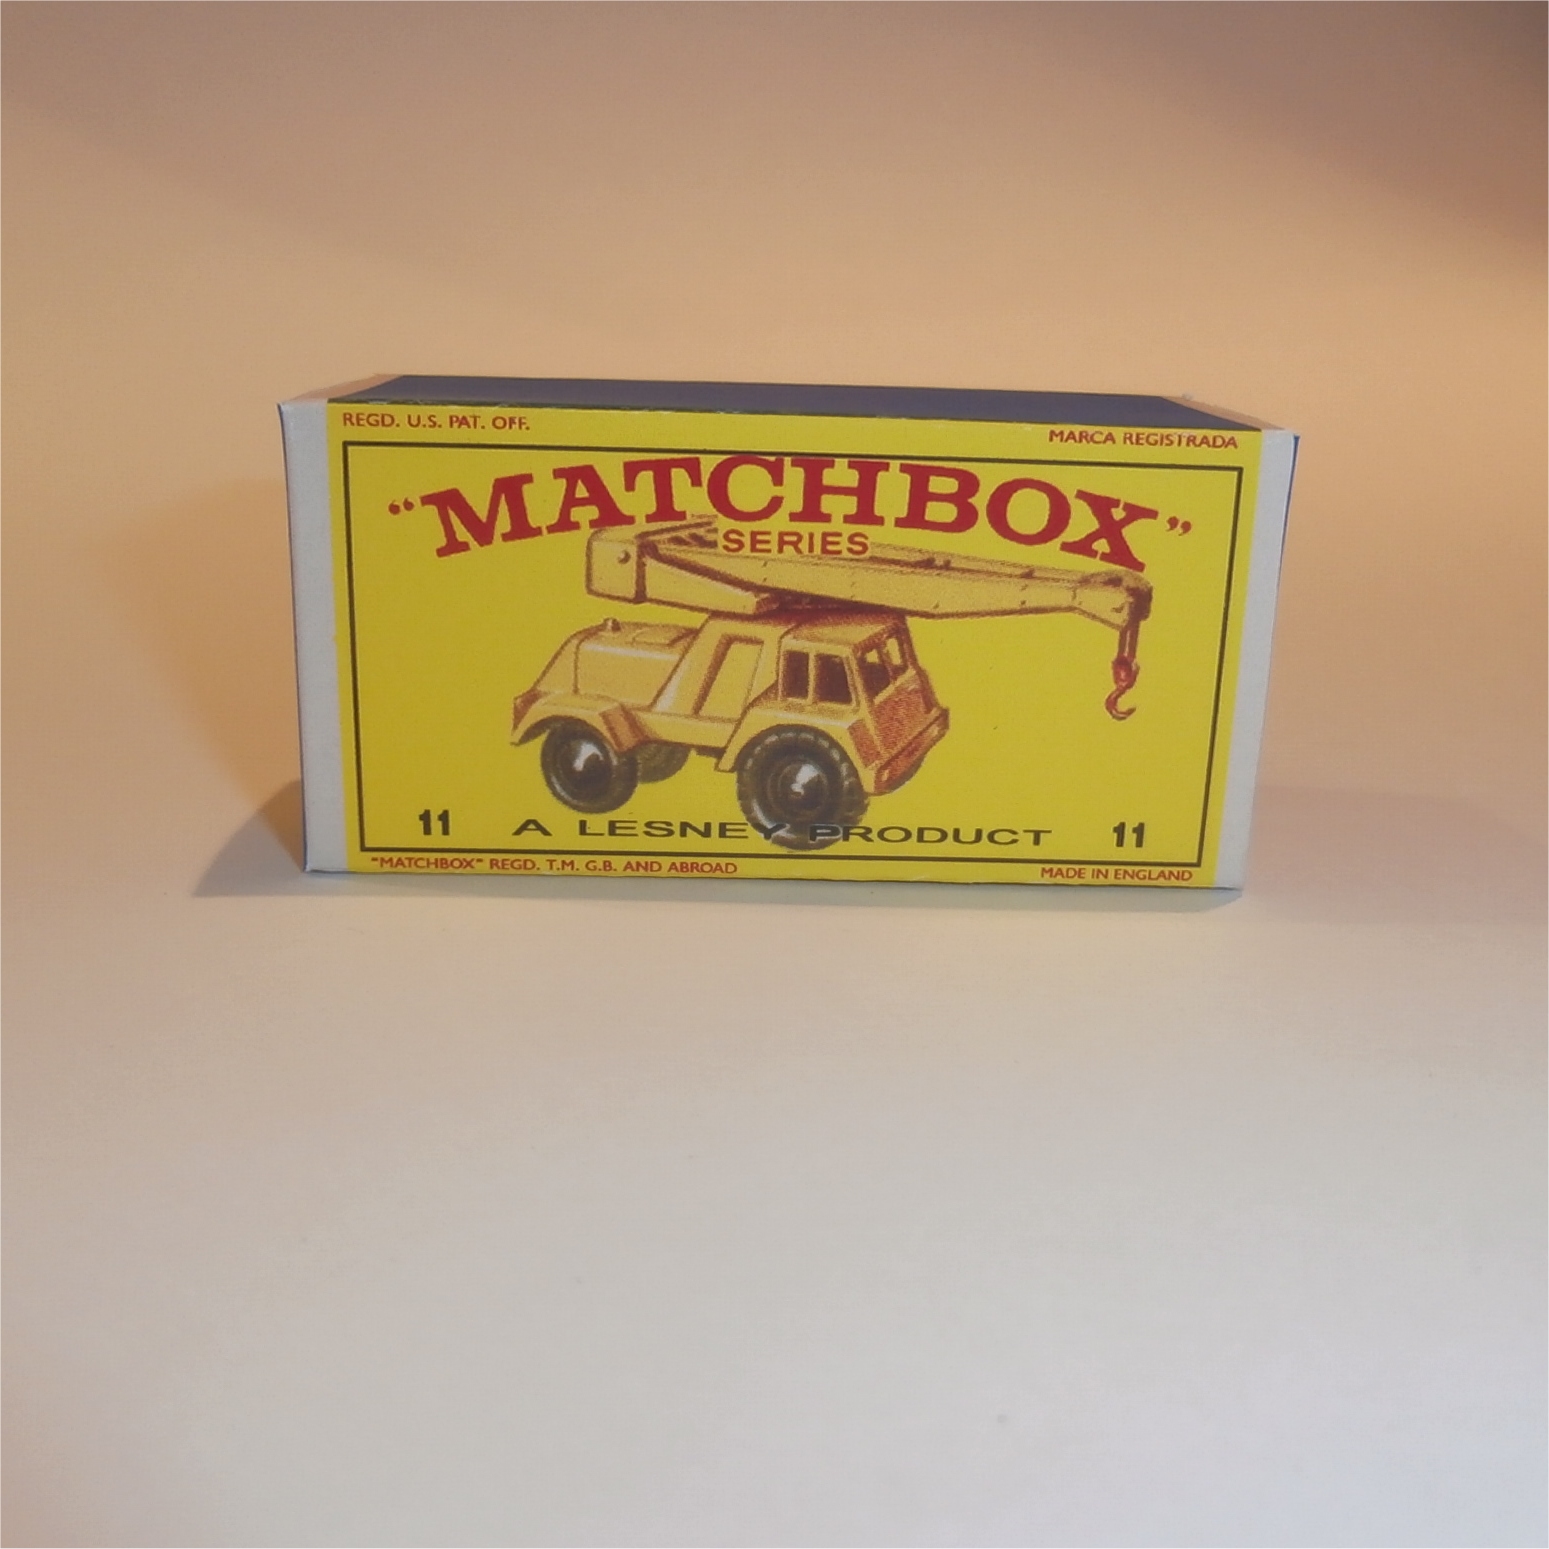 REGD. U.S. PAT. OFF.
MARCA REGISTRADA
“MATCHBOX”
SERIES
11 A LESNEY PRODUCT 11
"MATCHBOX" REGD. T.M. G.B. AND ABROAD
MADE IN ENGLAND